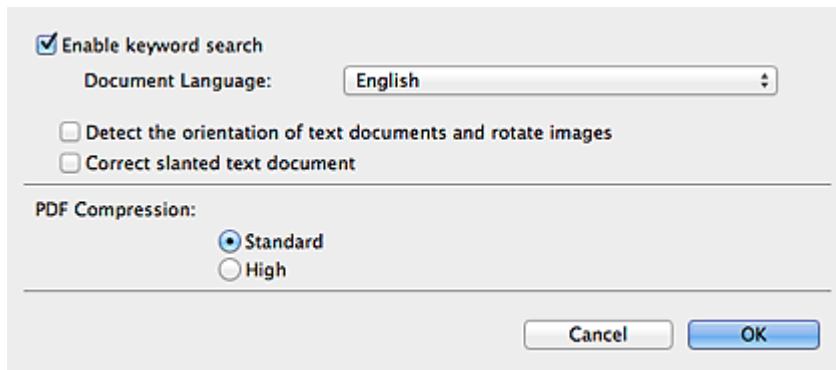 Enable keyword search
Document Language: English
Detect the orientation of text documents and rotate images
Correct slanted text document
PDF Compression:
Standard
High
Cancel OK